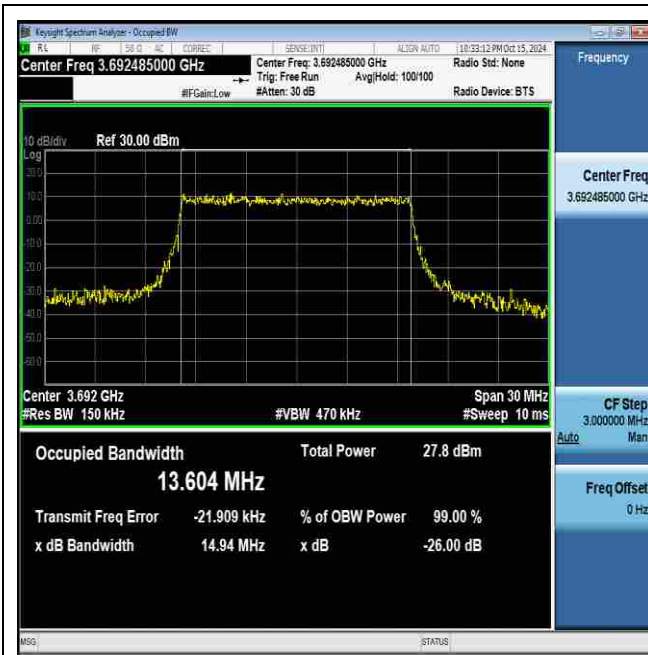 Keysight Spectrum Analyzer - Occupied BW
RL RF 50 Ω AC CORREC SENSE:INT ALIGN AUTO 10:33:12 PM Oct 15, 2024
Center Freq 3.692485000 GHz
Center Freq: 3.692485000 GHz
Radio Std: None
Trig: Free Run Avg|Hold: 100/100
#IFGain:Low
#Atten: 30 dB
Radio Device: BTS
10 dB/div Ref 30.00 dBm
Log
20.0
10.0
0.00
-10.0
-20.0
-30.0
-40.0
-50.0
-60.0
Center 3.692 GHz Span 30 MHz
#Res BW 150 kHz #VBW 470 kHz #Sweep 10 ms
Occupied Bandwidth Total Power 27.8 dBm
13.604 MHz
Transmit Freq Error -21.909 kHz % of OBW Power 99.00 %
x dB Bandwidth 14.94 MHz x dB -26.00 dB
MSG STATUS
Frequency
Center Freq
3.692485000 GHz
CF Step
3.000000 MHz
Auto Man
Freq Offset
0 Hz